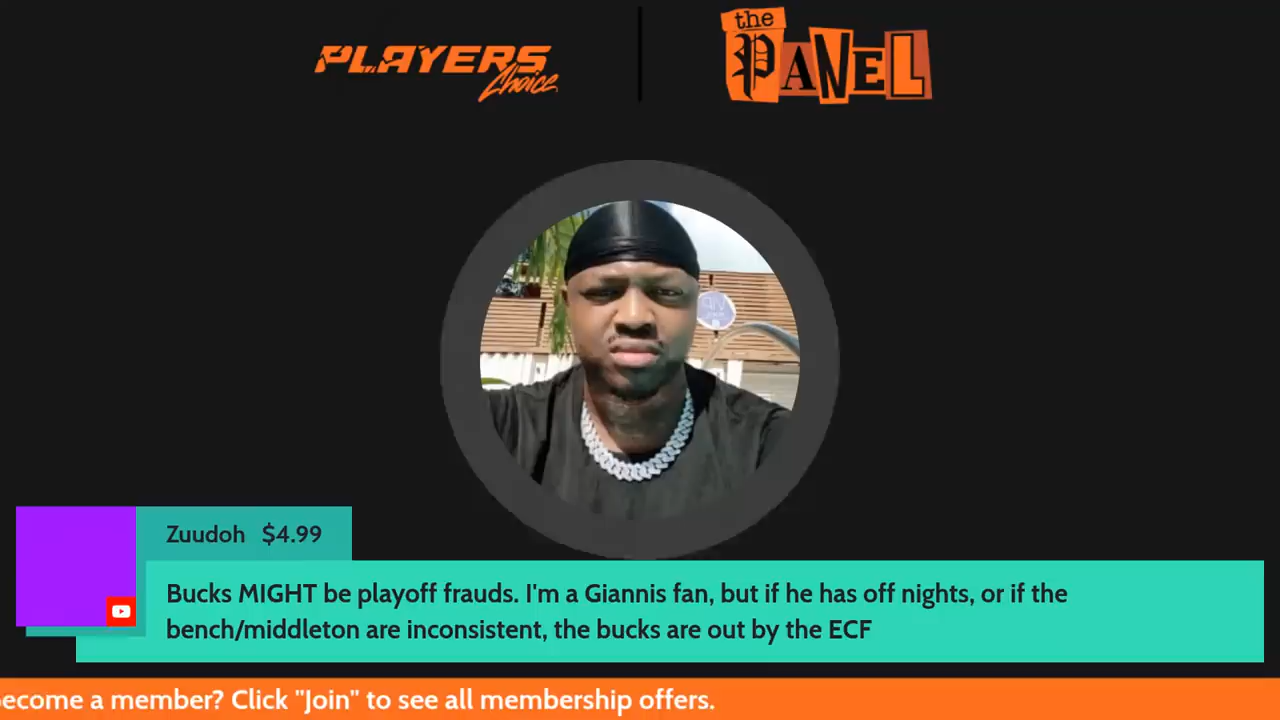 PLAYERS
Choice
the
PANEL
Zuudoh $4.99
Bucks MIGHT be playoff frauds. I'm a Giannis fan, but if he has off nights, or if the
bench/middleton are inconsistent, the bucks are out by the ECF
ecome a member? Click "Join" to see all membership offers.